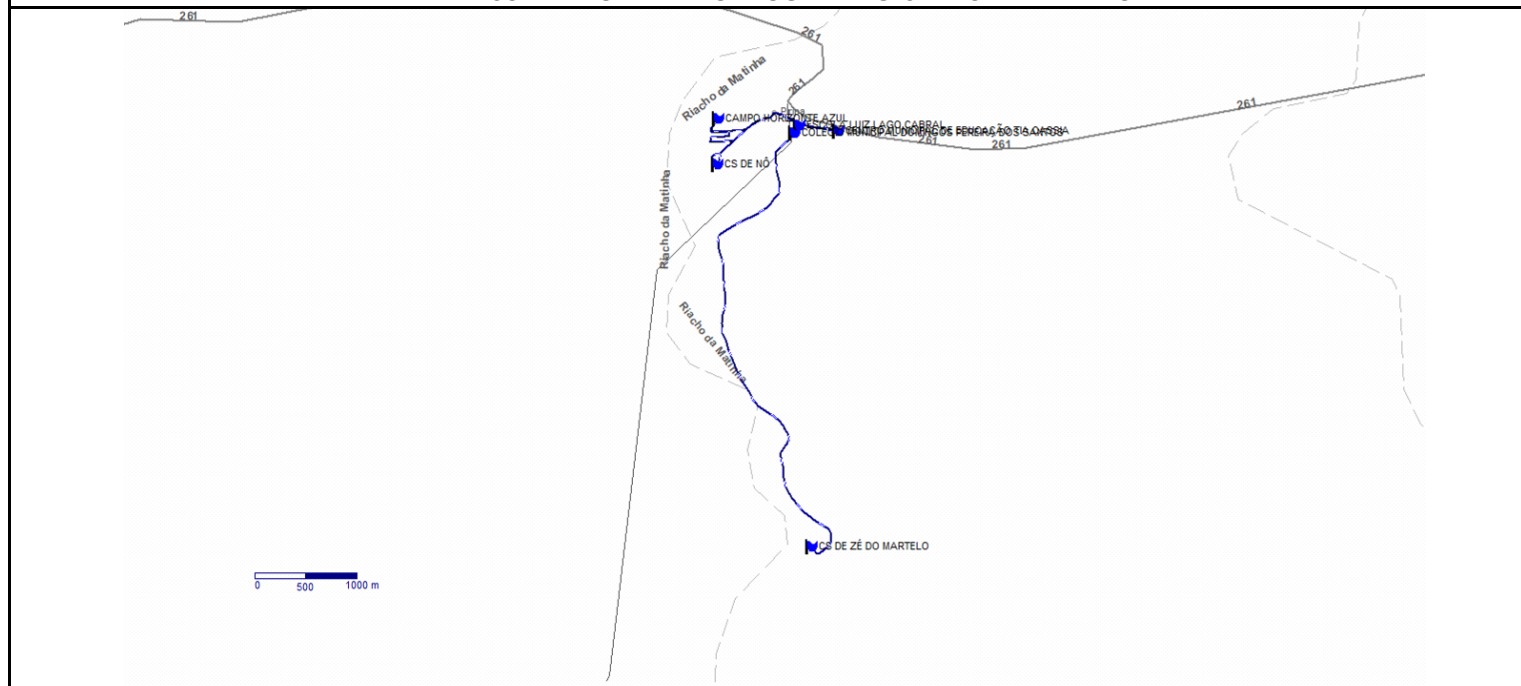 261
261
Riacho da Matinha
261
261
CAMPO HORIZONTE AZUL
ESCOLA LUIZ LAGO CABRAL
261
261
CS DE NÔ
Riacho da Matinha
Riacho da Matinha
CS DE ZÉ DO MARTELO
0 500 1000 m